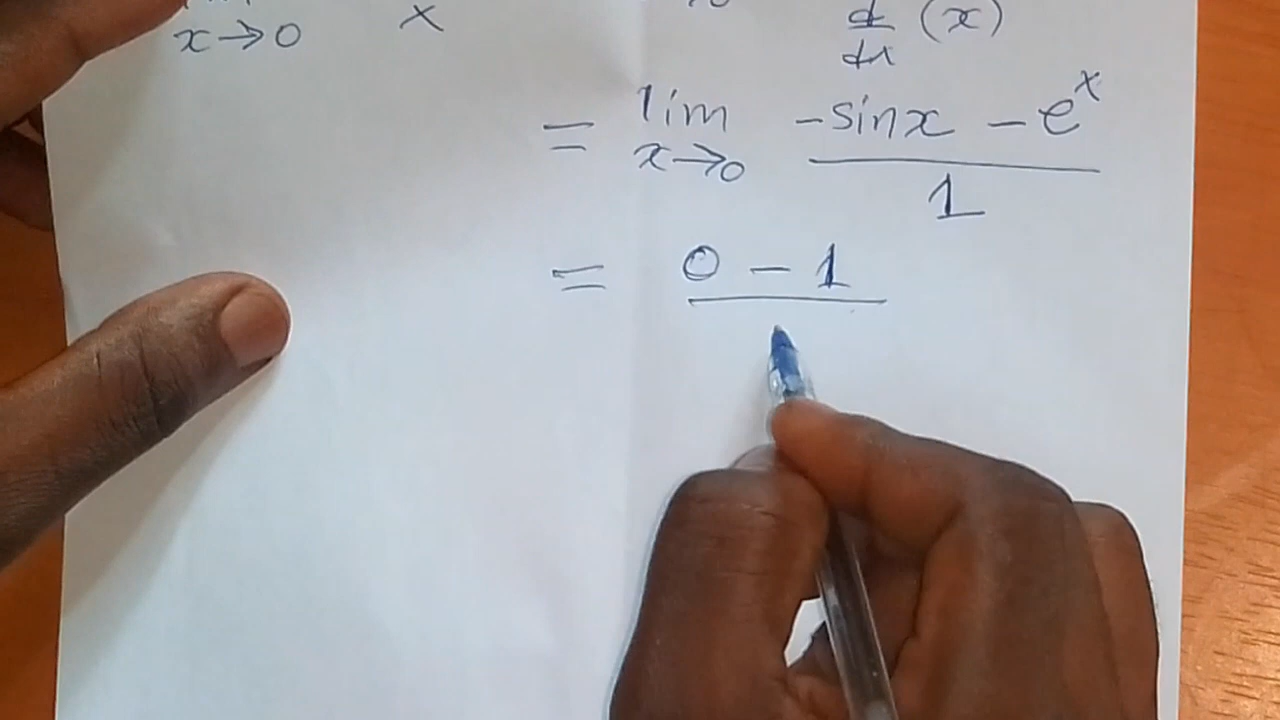 x→0 x d/dx (x)
= lim x→0 (-sinx - e^x)/1
= 0 - 1